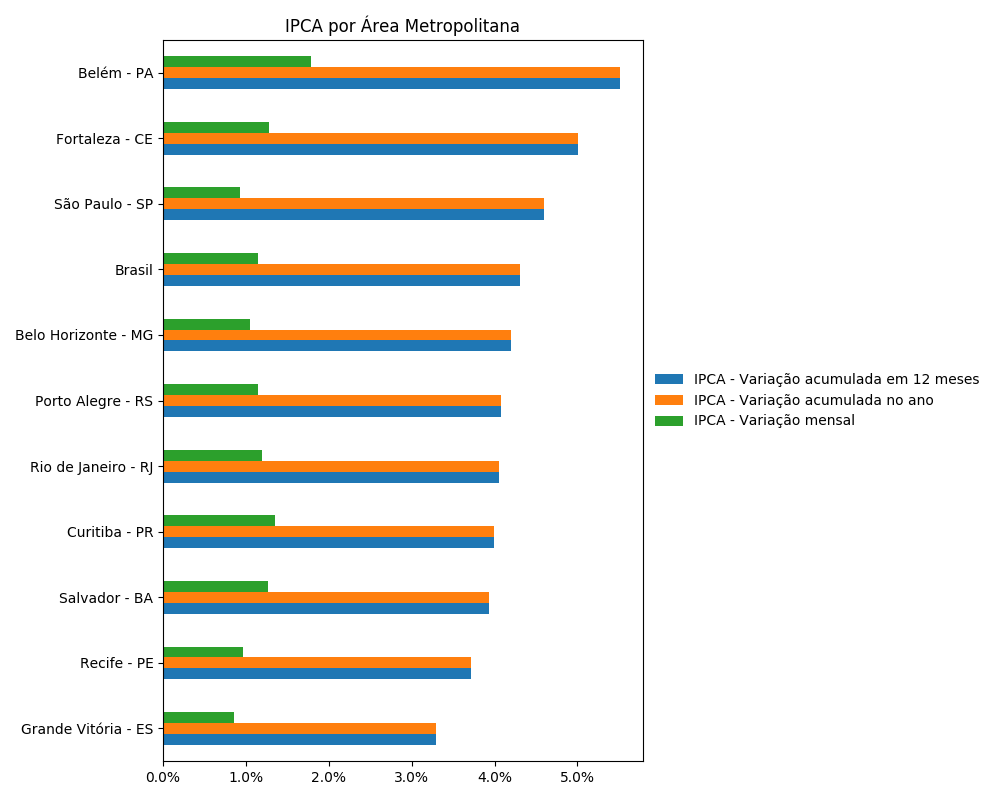 IPCA por Área Metropolitana
Belém - PA
Fortaleza - CE
São Paulo - SP
Brasil
Belo Horizonte - MG
Porto Alegre - RS
Rio de Janeiro - RJ
Curitiba - PR
Salvador - BA
Recife - PE
Grande Vitória - ES
0.0% 1.0% 2.0% 3.0% 4.0% 5.0%
IPCA - Variação acumulada em 12 meses
IPCA - Variação acumulada no ano
IPCA - Variação mensal